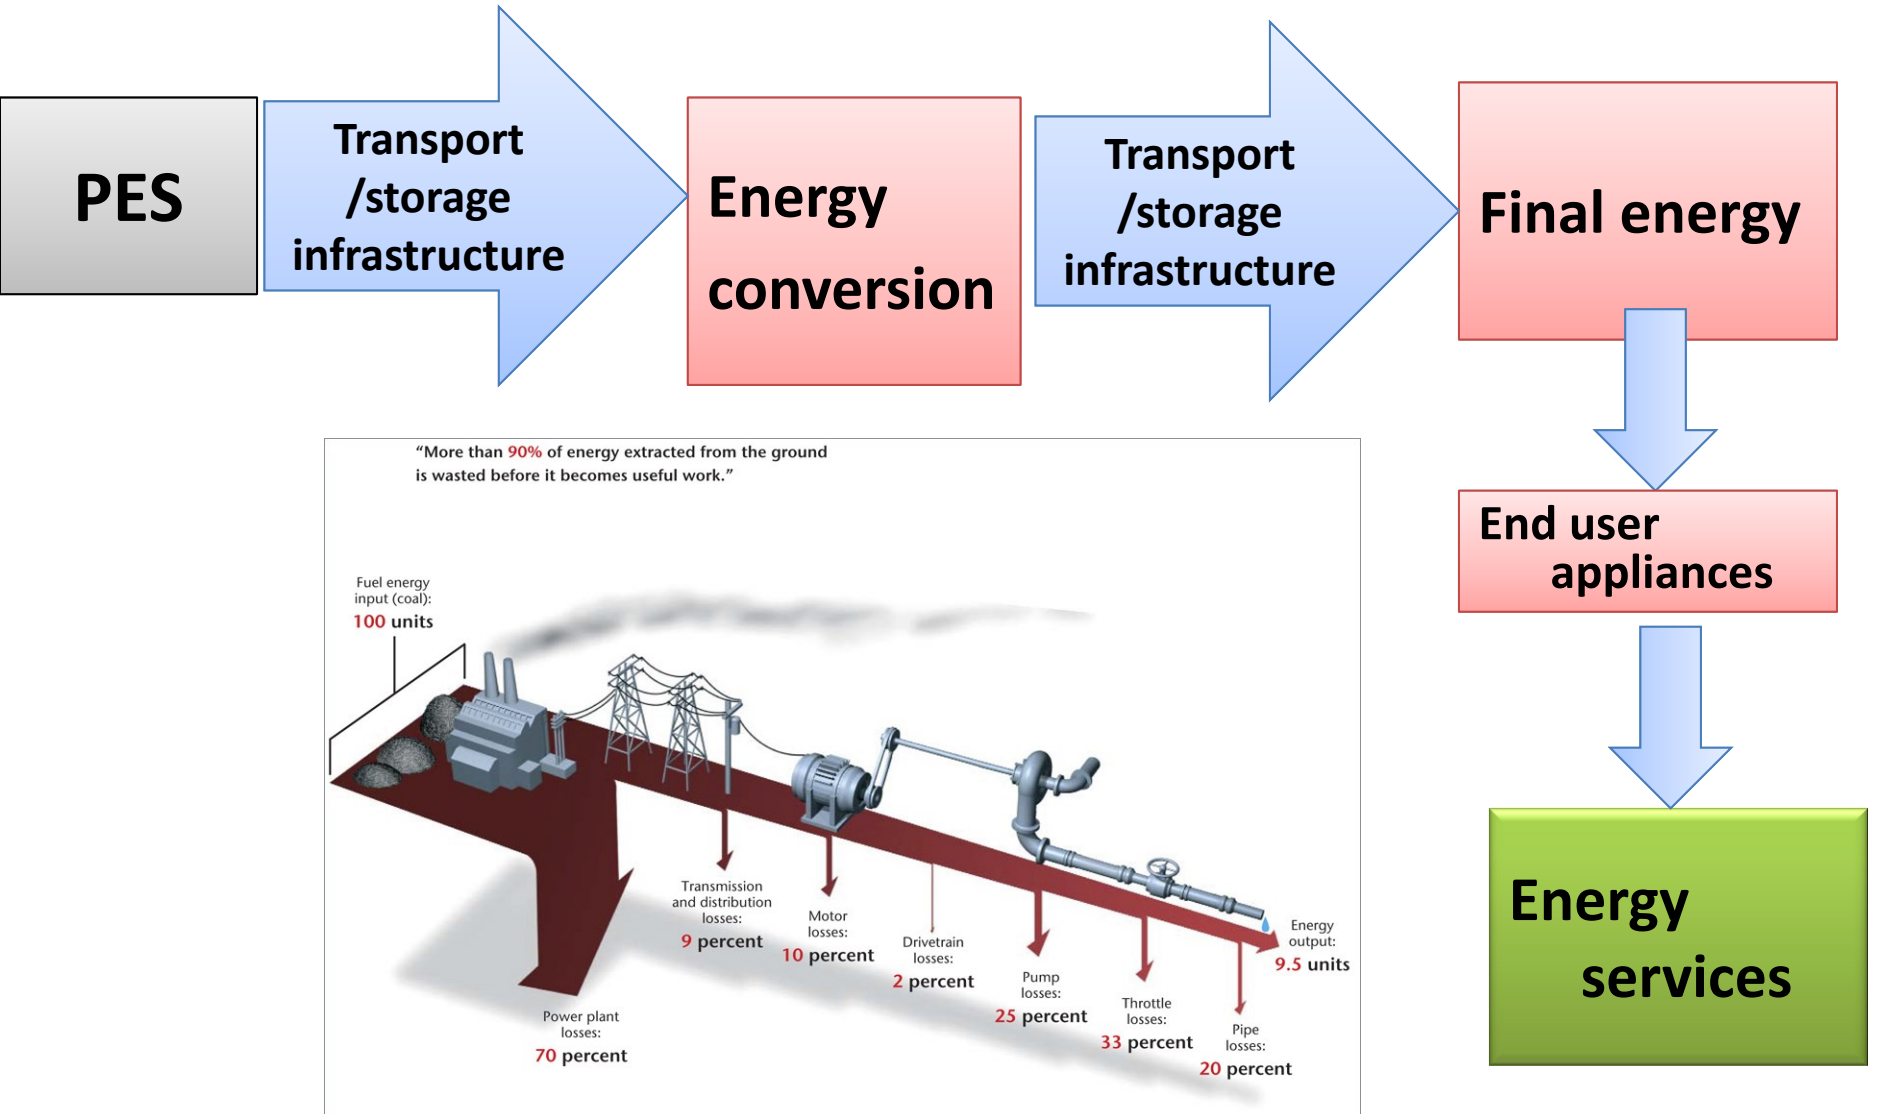 PES
Transport
/storage
infrastructure
Energy
conversion
Transport
/storage
infrastructure
Final energy
End user
appliances
Energy
services
“More than 90% of energy extracted from the ground
is wasted before it becomes useful work.”
Fuel energy
input (coal):
100 units
Power plant
losses:
70 percent
Transmission
and distribution
losses:
9 percent
Motor
losses:
10 percent
Drivetrain
losses:
2 percent
Pump
losses:
25 percent
Throttle
losses:
33 percent
Pipe
losses:
20 percent
Energy
output:
9.5 units